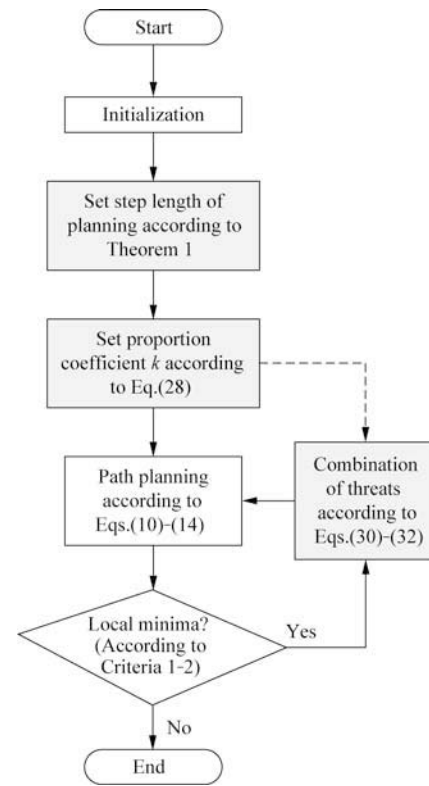 Start
Initialization
Set step length of
planning according to
Theorem 1
Set proportion
coefficient k according
to Eq.(28)
Path planning
according to
Eqs.(10)-(14)
Combination
of threats
according to
Eqs.(30)-(32)
Local minima?
(According to
Criteria 1-2)
Yes
No
End